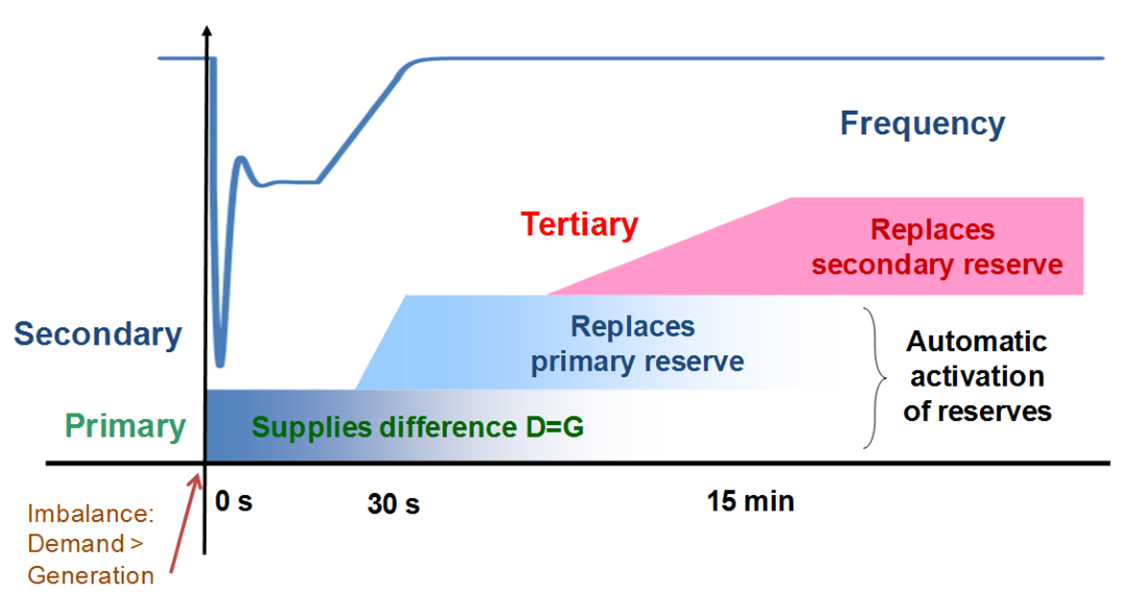 Frequency
Tertiary
Replaces
secondary reserve
Secondary
Replaces
primary reserve
Automatic
activation
of reserves
Primary
Supplies difference D=G
0 s
30 s
15 min
Imbalance:
Demand >
Generation